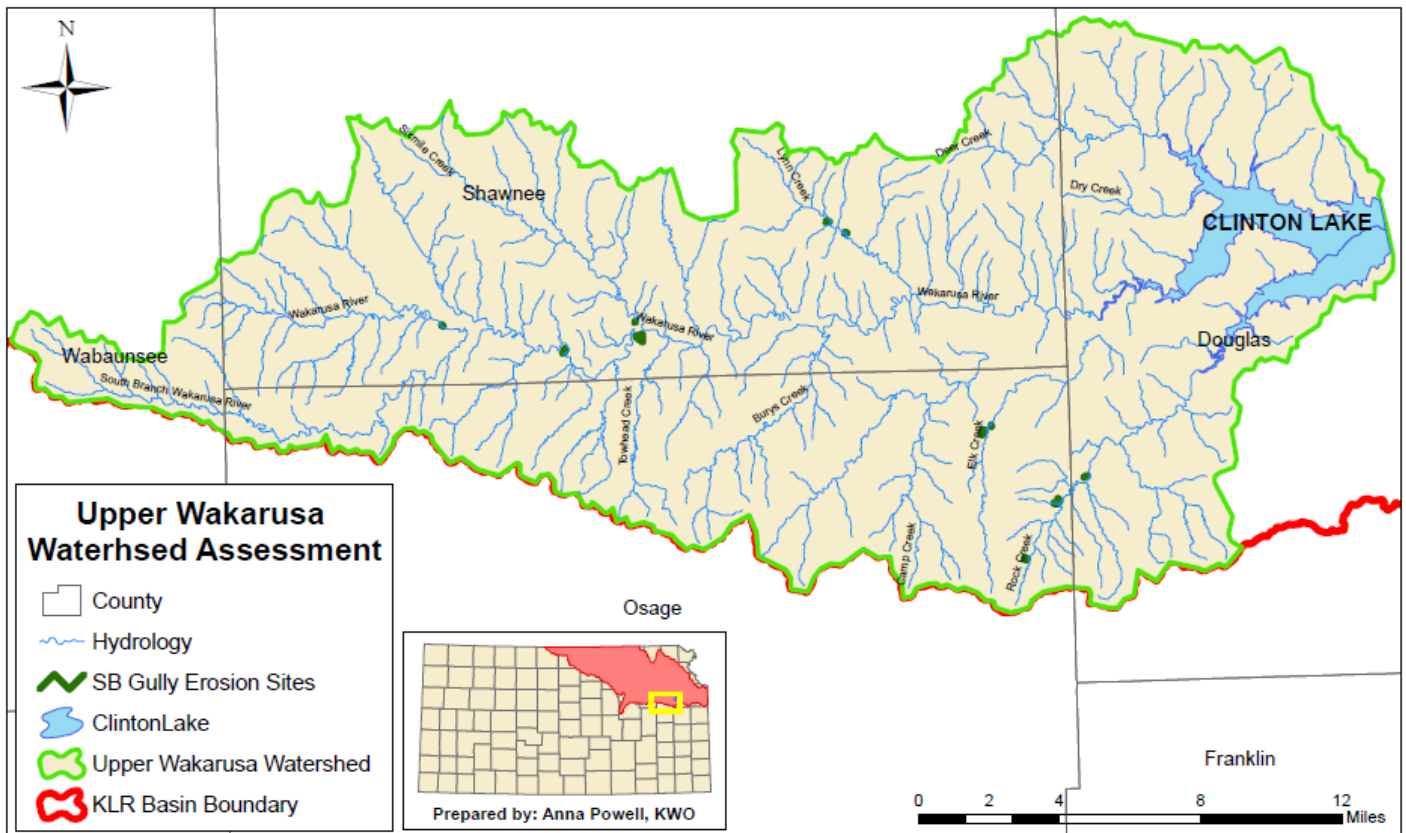 N
Sixmile Creek
Shawnee
Lynn Creek
Deer Creek
Dry Creek
CLINTON LAKE
Wakarusa River
Wakarusa River
Wakarusa River
Douglas
Wabaunsee
South Branch Wakarusa River
Towhead Creek
Burys Creek
Elk Creek
Camp Creek
Rock Creek
Osage
Franklin
Upper Wakarusa
Waterhsed Assessment
County
Hydrology
SB Gully Erosion Sites
ClintonLake
Upper Wakarusa Watershed
KLR Basin Boundary
Prepared by: Anna Powell, KWO
0 2 4 8 12
Miles